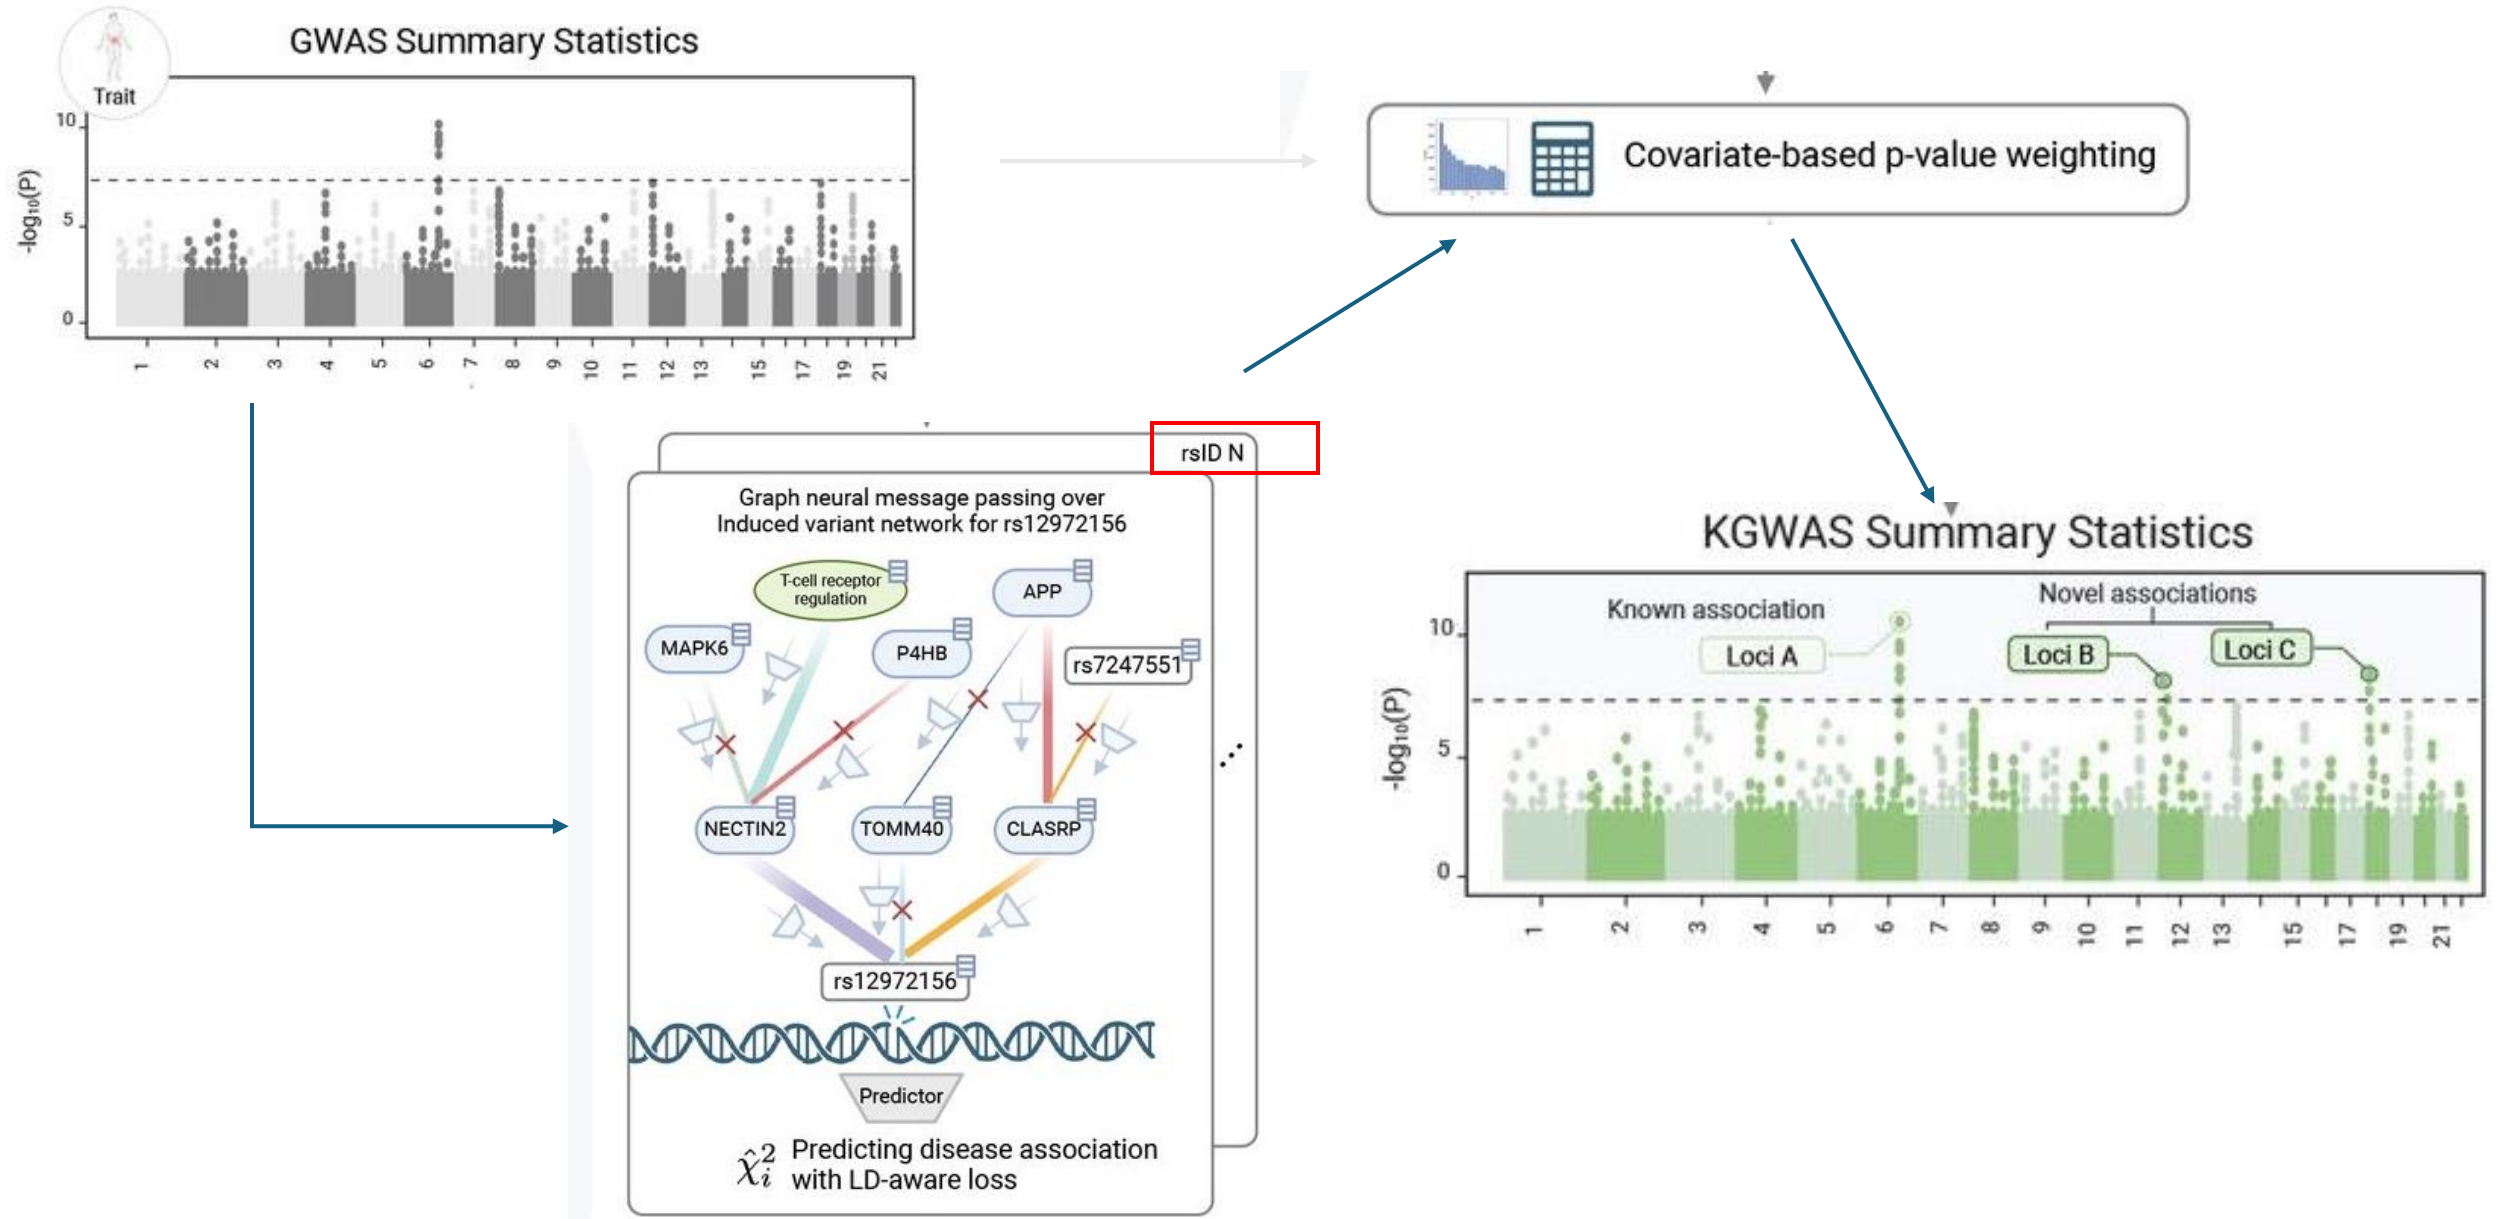 GWAS Summary Statistics
Trait
-log₁₀(P)
10
5
0
1 2 3 4 5 6 7 8 9 10 11 12 13 15 17 19 21
Covariate-based p-value weighting
rsID N
Graph neural message passing over
Induced variant network for rs12972156
T-cell receptor
regulation
APP
MAPK6
P4HB
rs7247551
NECTIN2
TOMM40
CLASRP
rs12972156
Predictor
χ̂²ᵢ Predicting disease association
with LD-aware loss
KGWAS Summary Statistics
Known association
Novel associations
Loci A
Loci B
Loci C
-log₁₀(P)
10
5
0
1 2 3 4 5 6 7 8 9 10 11 12 13 15 17 19 21